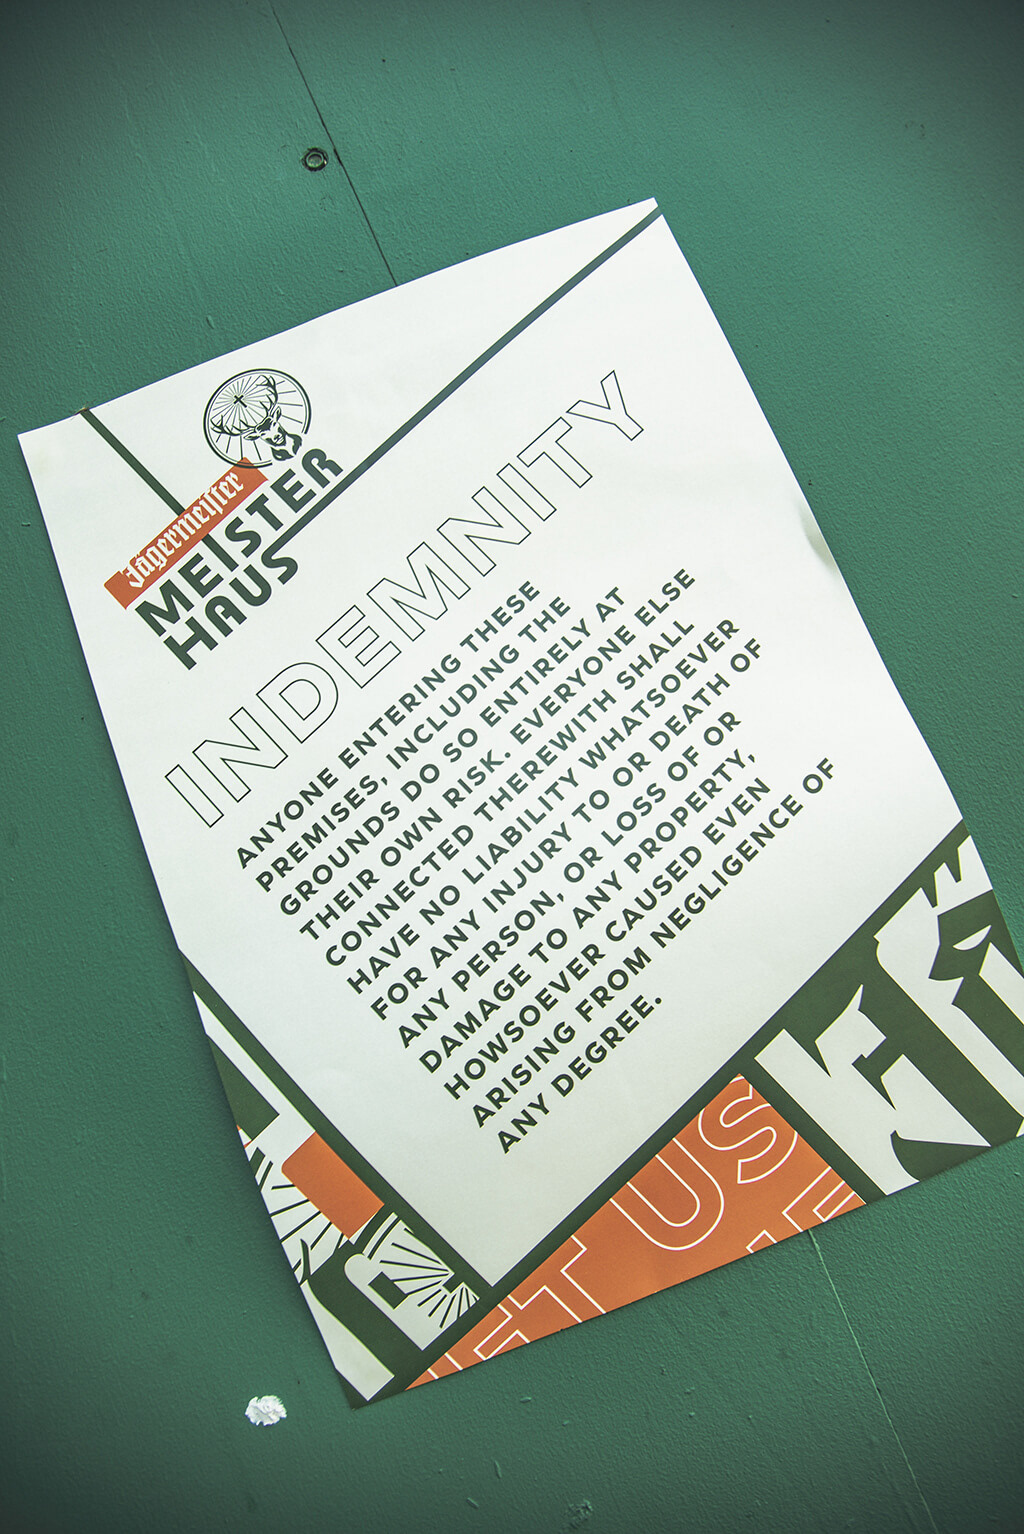 Jägermeister
MEISTER
HAUS
INDEMNITY
ANYONE ENTERING THESE
PREMISES, INCLUDING THE
GROUNDS DO SO ENTIRELY AT
THEIR OWN RISK. EVERYONE ELSE
CONNECTED THEREWITH SHALL
HAVE NO LIABILITY WHATSOEVER
FOR ANY INJURY TO OR DEATH OF
ANY PERSON, OR LOSS OF OR
DAMAGE TO ANY PROPERTY,
HOWSOEVER CAUSED EVEN
ARISING FROM NEGLIGENCE OF
ANY DEGREE.
US